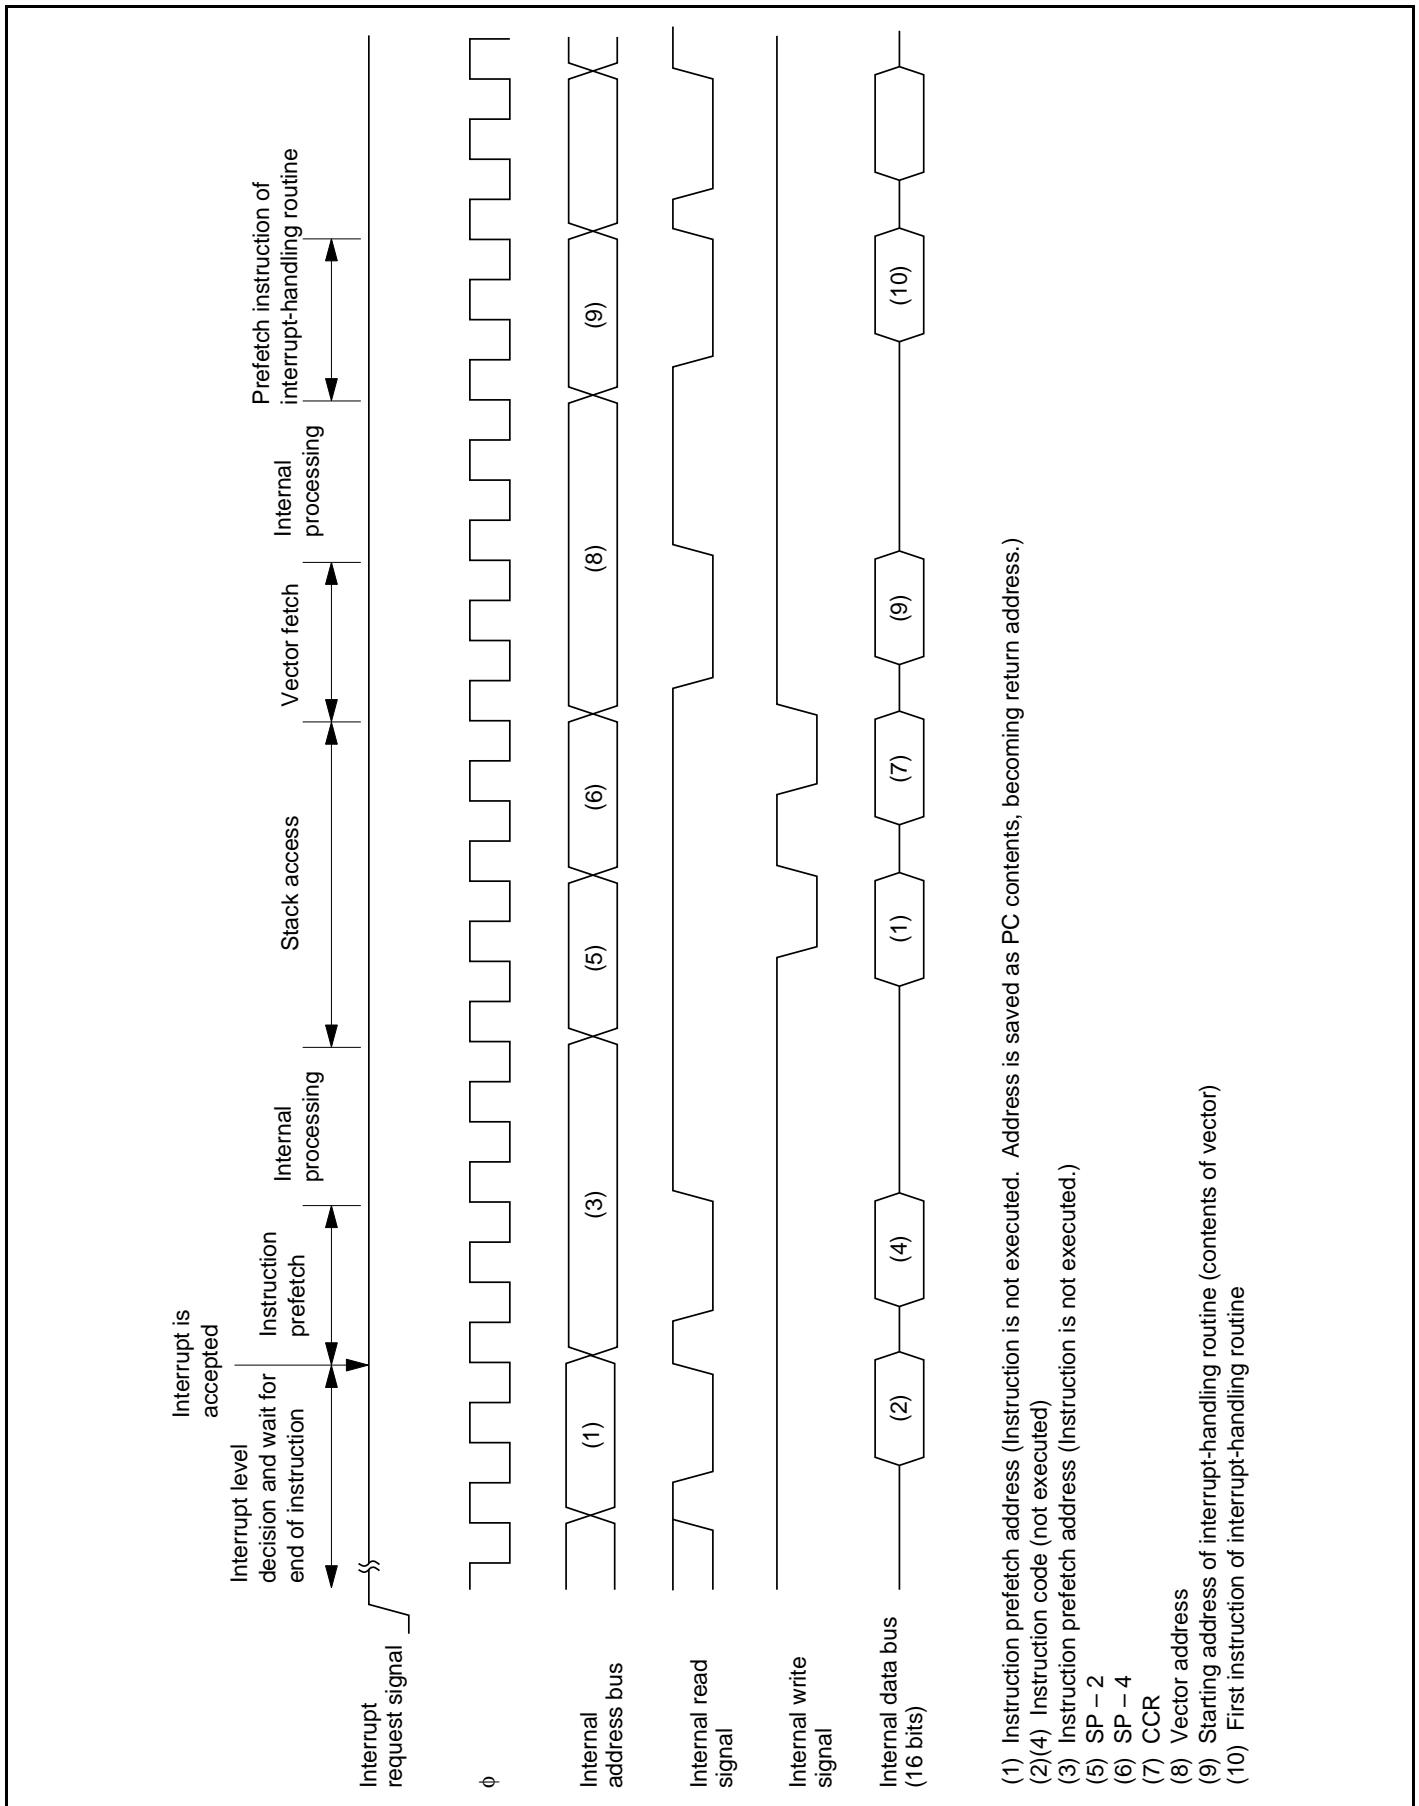 Interrupt is
accepted
Interrupt level
decision and wait for
end of instruction
Instruction
prefetch
Internal
processing
Stack access
Vector fetch
Internal
processing
Prefetch instruction of
interrupt-handling routine
Interrupt
request signal
ϕ
Internal
address bus
(1)
(3)
(5)
(6)
(8)
(9)
Internal read
signal
Internal write
signal
Internal data bus
(16 bits)
(2)
(4)
(1)
(7)
(9)
(10)
(1) Instruction prefetch address (Instruction is not executed. Address is saved as PC contents, becoming return address.)
(2)(4) Instruction code (not executed)
(3) Instruction prefetch address (Instruction is not executed.)
(5) SP – 2
(6) SP – 4
(7) CCR
(8) Vector address
(9) Starting address of interrupt-handling routine (contents of vector)
(10) First instruction of interrupt-handling routine